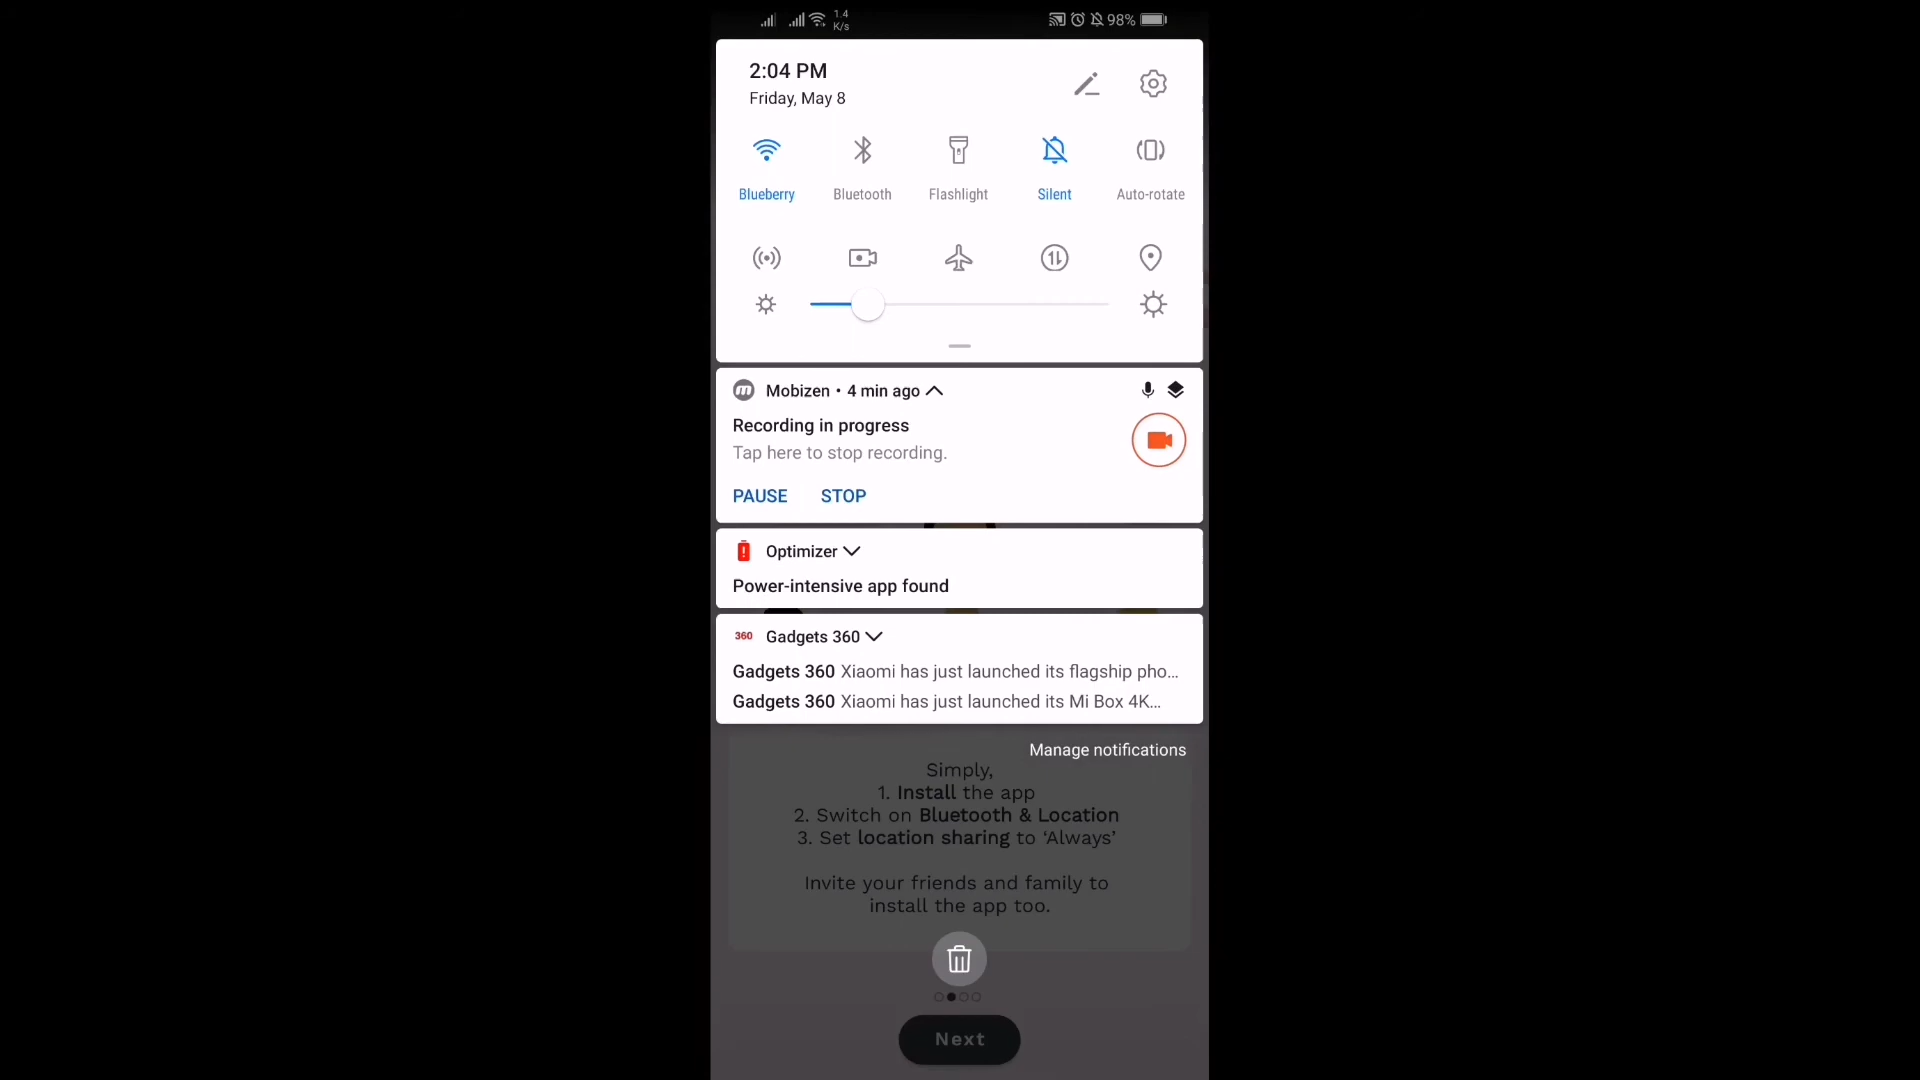 1.4
K/s
98%
2:04 PM
Friday, May 8
Blueberry
Bluetooth
Flashlight
Silent
Auto-rotate
Mobizen • 4 min ago
Recording in progress
Tap here to stop recording.
PAUSE STOP
Optimizer
Power-intensive app found
360 Gadgets 360
Gadgets 360 Xiaomi has just launched its flagship pho...
Gadgets 360 Xiaomi has just launched its Mi Box 4K...
Manage notifications
Simply,
1. Install the app
2. Switch on Bluetooth & Location
3. Set location sharing to ‘Always’
Invite your friends and family to
install the app too.
Next